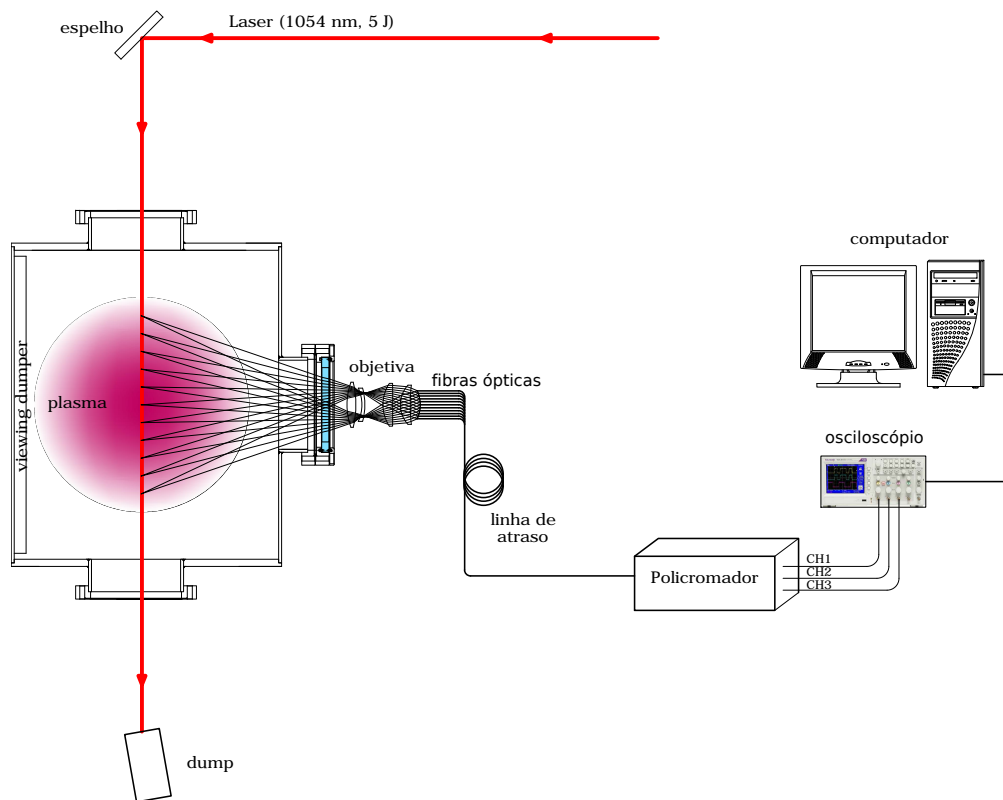 espelho
Laser (1054 nm, 5 J)
computador
viewing dumper
plasma
objetiva
fibras ópticas
osciloscópio
linha de
atraso
Policromador
CH1
CH2
CH3
dump